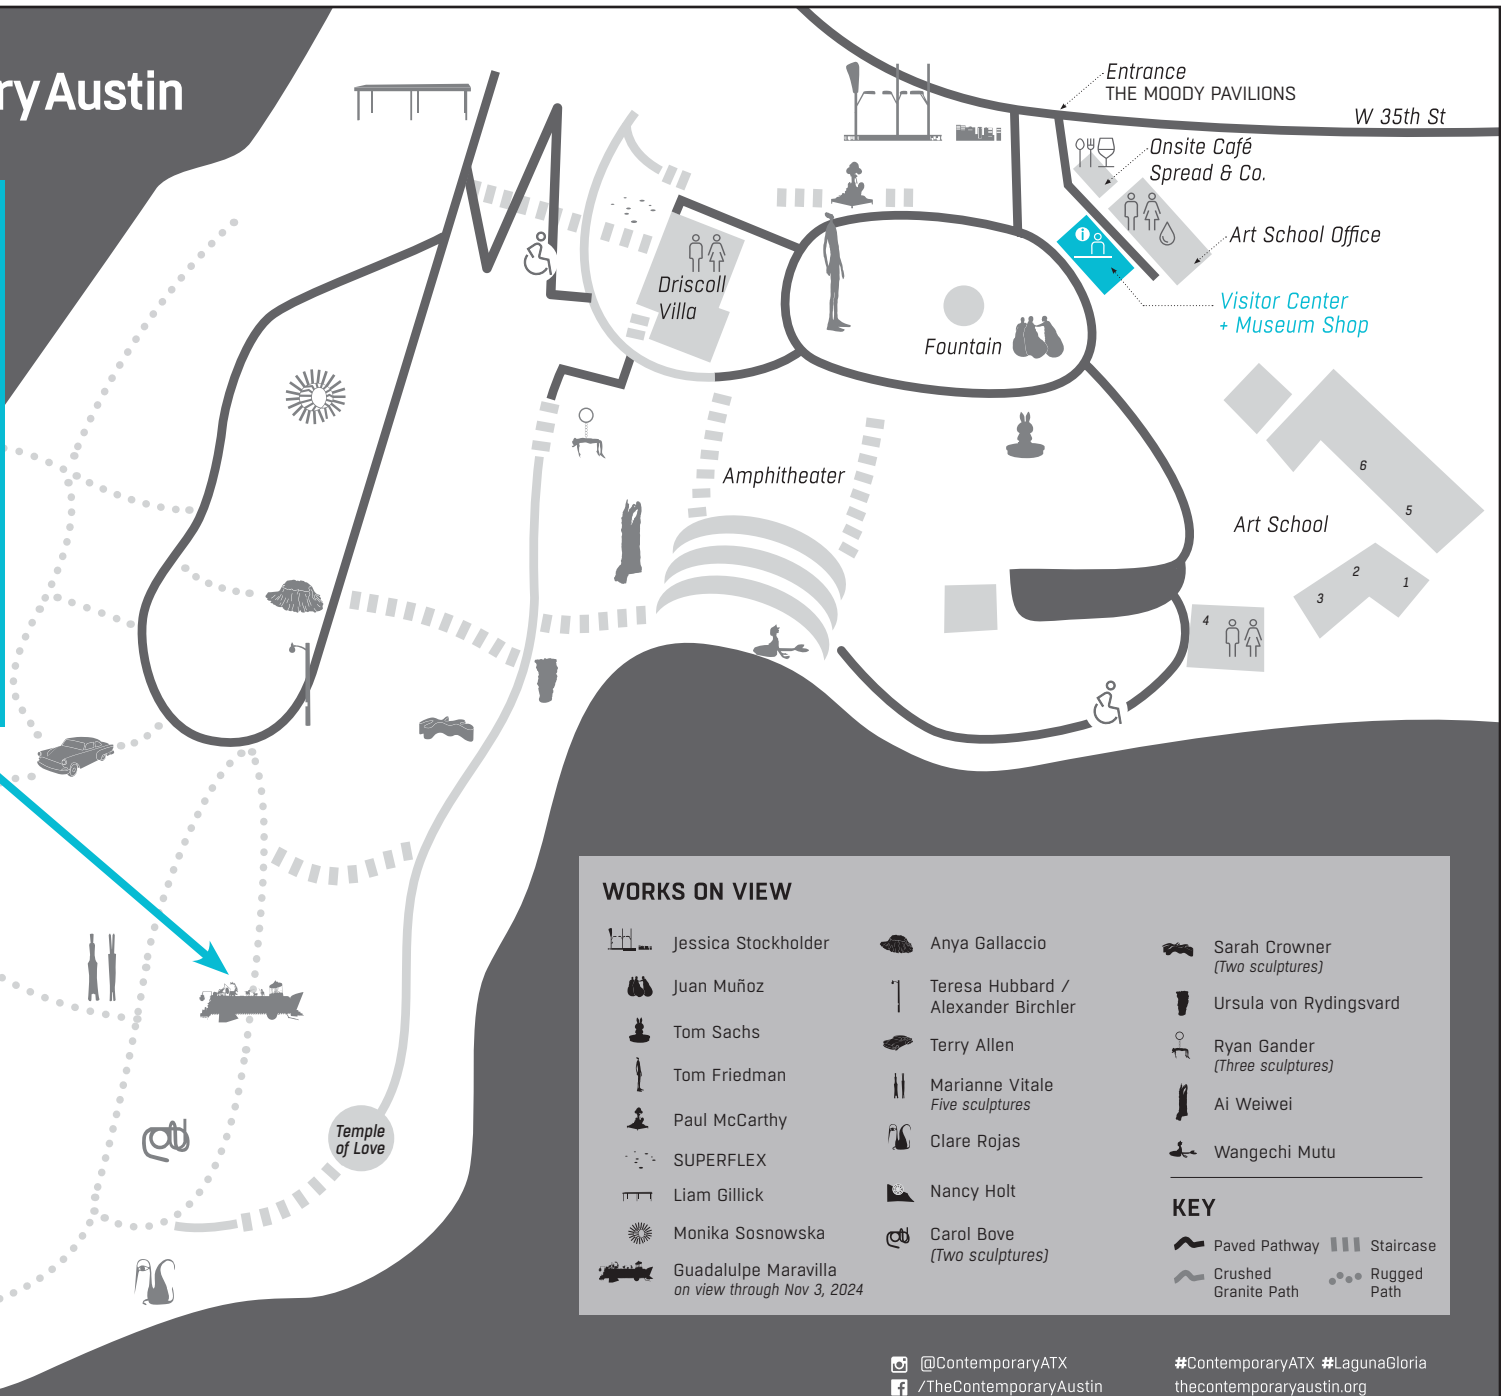 ry Austin
Entrance
THE MOODY PAVILIONS
W 35th St
Onsite Café
Spread & Co.
Art School Office
Visitor Center
+ Museum Shop
Driscoll
Villa
Fountain
Amphitheater
Art School
6
5
2
1
3
4
Temple
of Love
WORKS ON VIEW
Jessica Stockholder
Juan Muñoz
Tom Sachs
Tom Friedman
Paul McCarthy
SUPERFLEX
Liam Gillick
Monika Sosnowska
Guadalulpe Maravilla
on view through Nov 3, 2024
Anya Gallaccio
Teresa Hubbard /
Alexander Birchler
Terry Allen
Marianne Vitale
Five sculptures
Clare Rojas
Nancy Holt
Carol Bove
(Two sculptures)
Sarah Crowner
(Two sculptures)
Ursula von Rydingsvard
Ryan Gander
(Three sculptures)
Ai Weiwei
Wangechi Mutu
KEY
Paved Pathway
Staircase
Crushed
Granite Path
Rugged
Path
@ContemporaryATX
/TheContemporaryAustin
#ContemporaryATX #LagunaGloria
thecontemporaryaustin.org